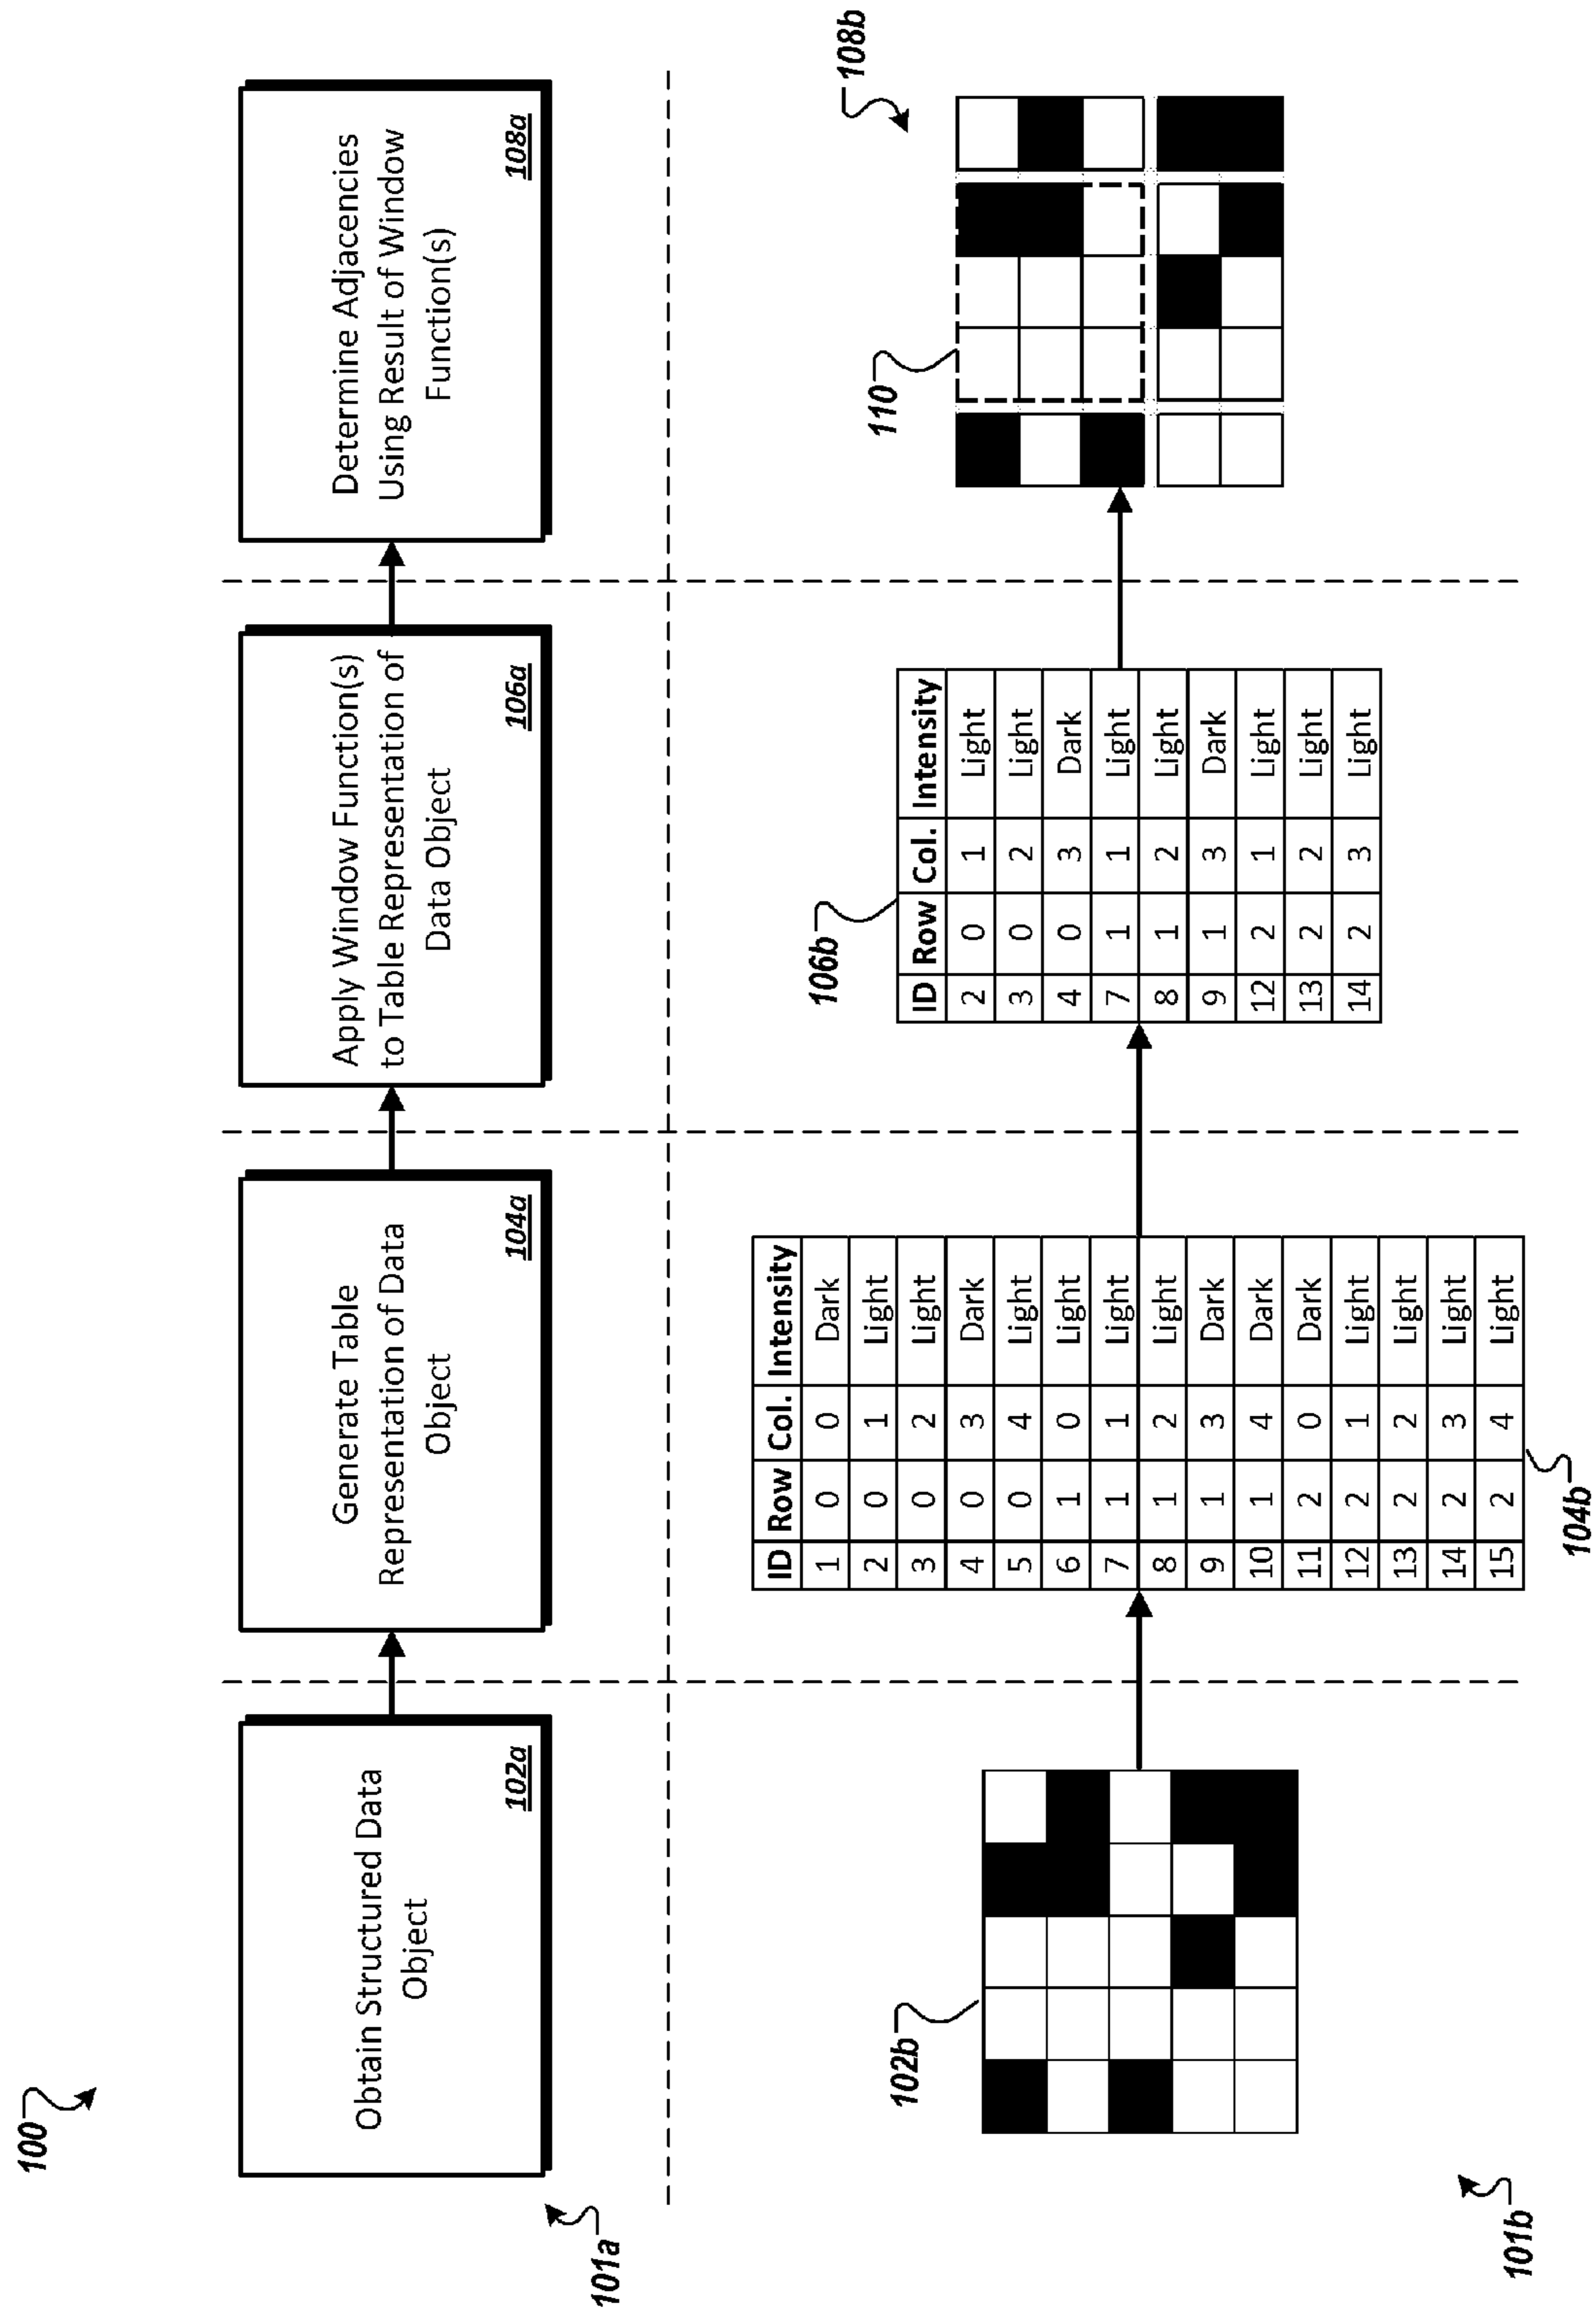 100
101a
Obtain Structured Data
Object
102a
Generate Table
Representation of Data
Object
104a
Apply Window Function(s)
to Table Representation of
Data Object
106a
Determine Adjacencies
Using Result of Window
Function(s)
108a
101b
102b
ID Row Col. Intensity
1 0 0 Dark
2 0 1 Light
3 0 2 Light
4 0 3 Dark
5 0 4 Light
6 1 0 Light
7 1 1 Light
8 1 2 Light
9 1 3 Dark
10 1 4 Dark
11 2 0 Dark
12 2 1 Light
13 2 2 Light
14 2 3 Light
15 2 4 Light
104b
106b
ID Row Col. Intensity
2 0 1 Light
3 0 2 Light
4 0 3 Dark
7 1 1 Light
8 1 2 Light
9 1 3 Dark
12 2 1 Light
13 2 2 Light
14 2 3 Light
110
108b